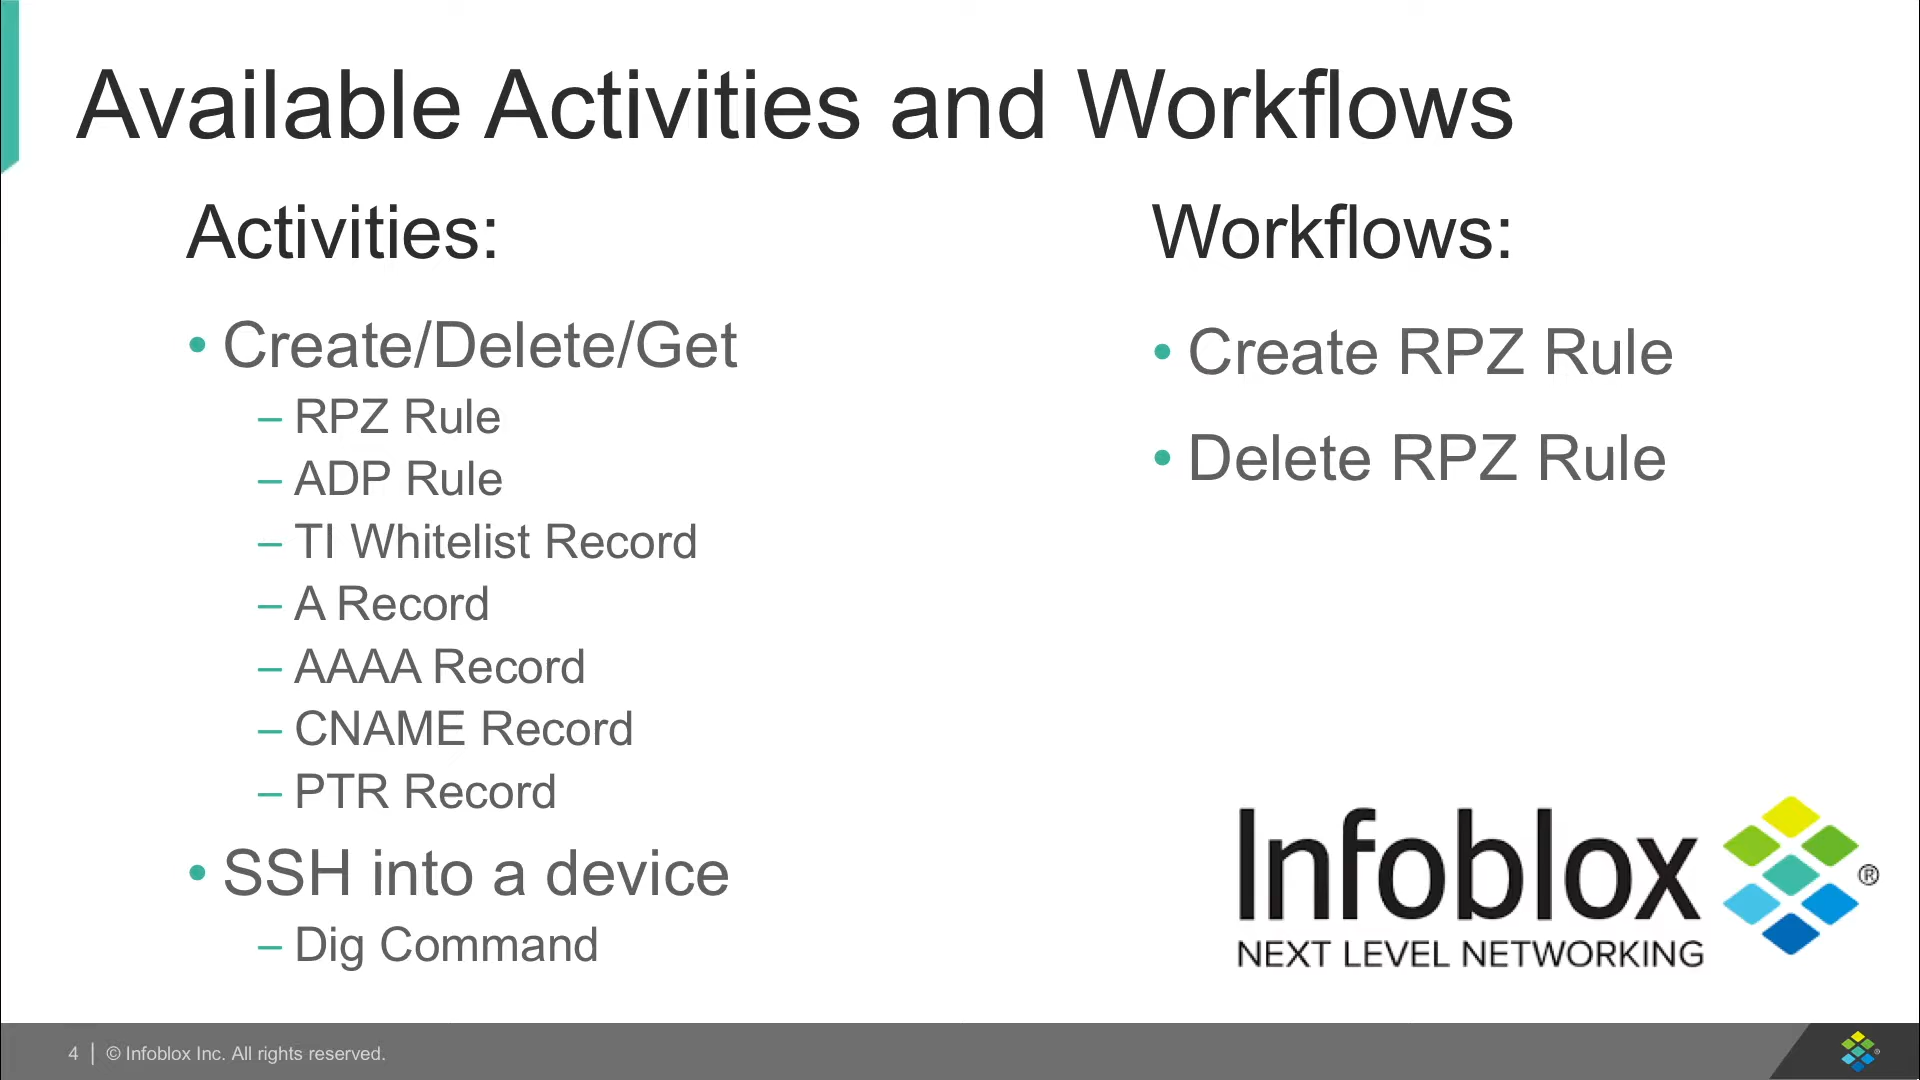 Available Activities and Workflows
Activities:
• Create/Delete/Get
– RPZ Rule
– ADP Rule
– TI Whitelist Record
– A Record
– AAAA Record
– CNAME Record
– PTR Record
• SSH into a device
– Dig Command
Workflows:
• Create RPZ Rule
• Delete RPZ Rule
Infoblox ®
NEXT LEVEL NETWORKING
4 | © Infoblox Inc. All rights reserved.